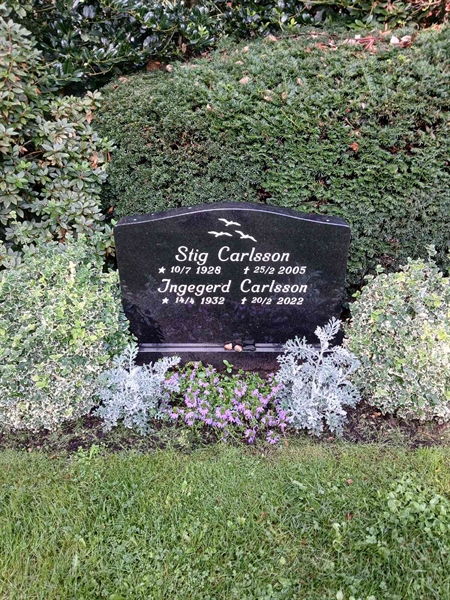 Stig Carlsson
★ 10/7 1928 ✝ 25/2 2005
Ingegerd Carlsson
★ 14/4 1932 ✝ 20/2 2022